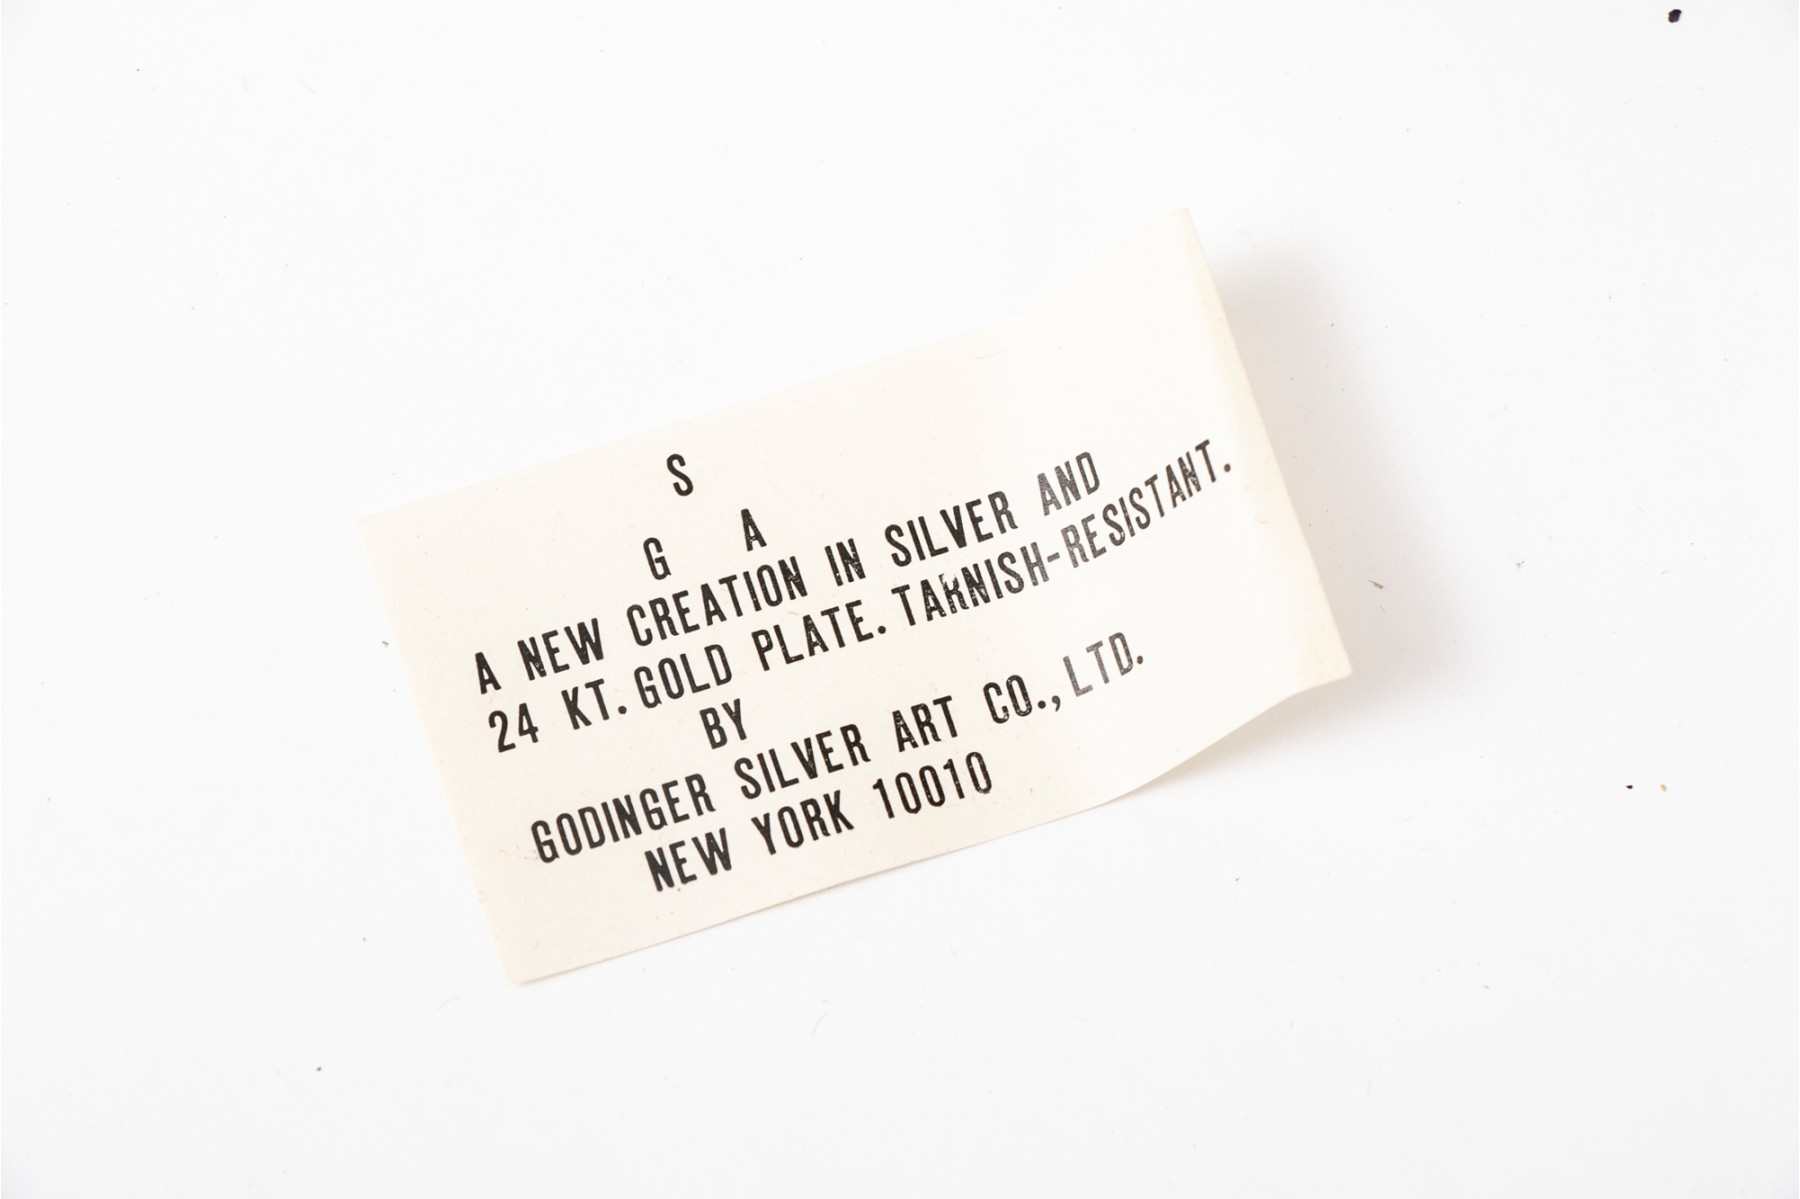 S
G A
A NEW CREATION IN SILVER AND
24 KT. GOLD PLATE. TARNISH-RESISTANT.
BY
GODINGER SILVER ART CO., LTD.
NEW YORK 10010